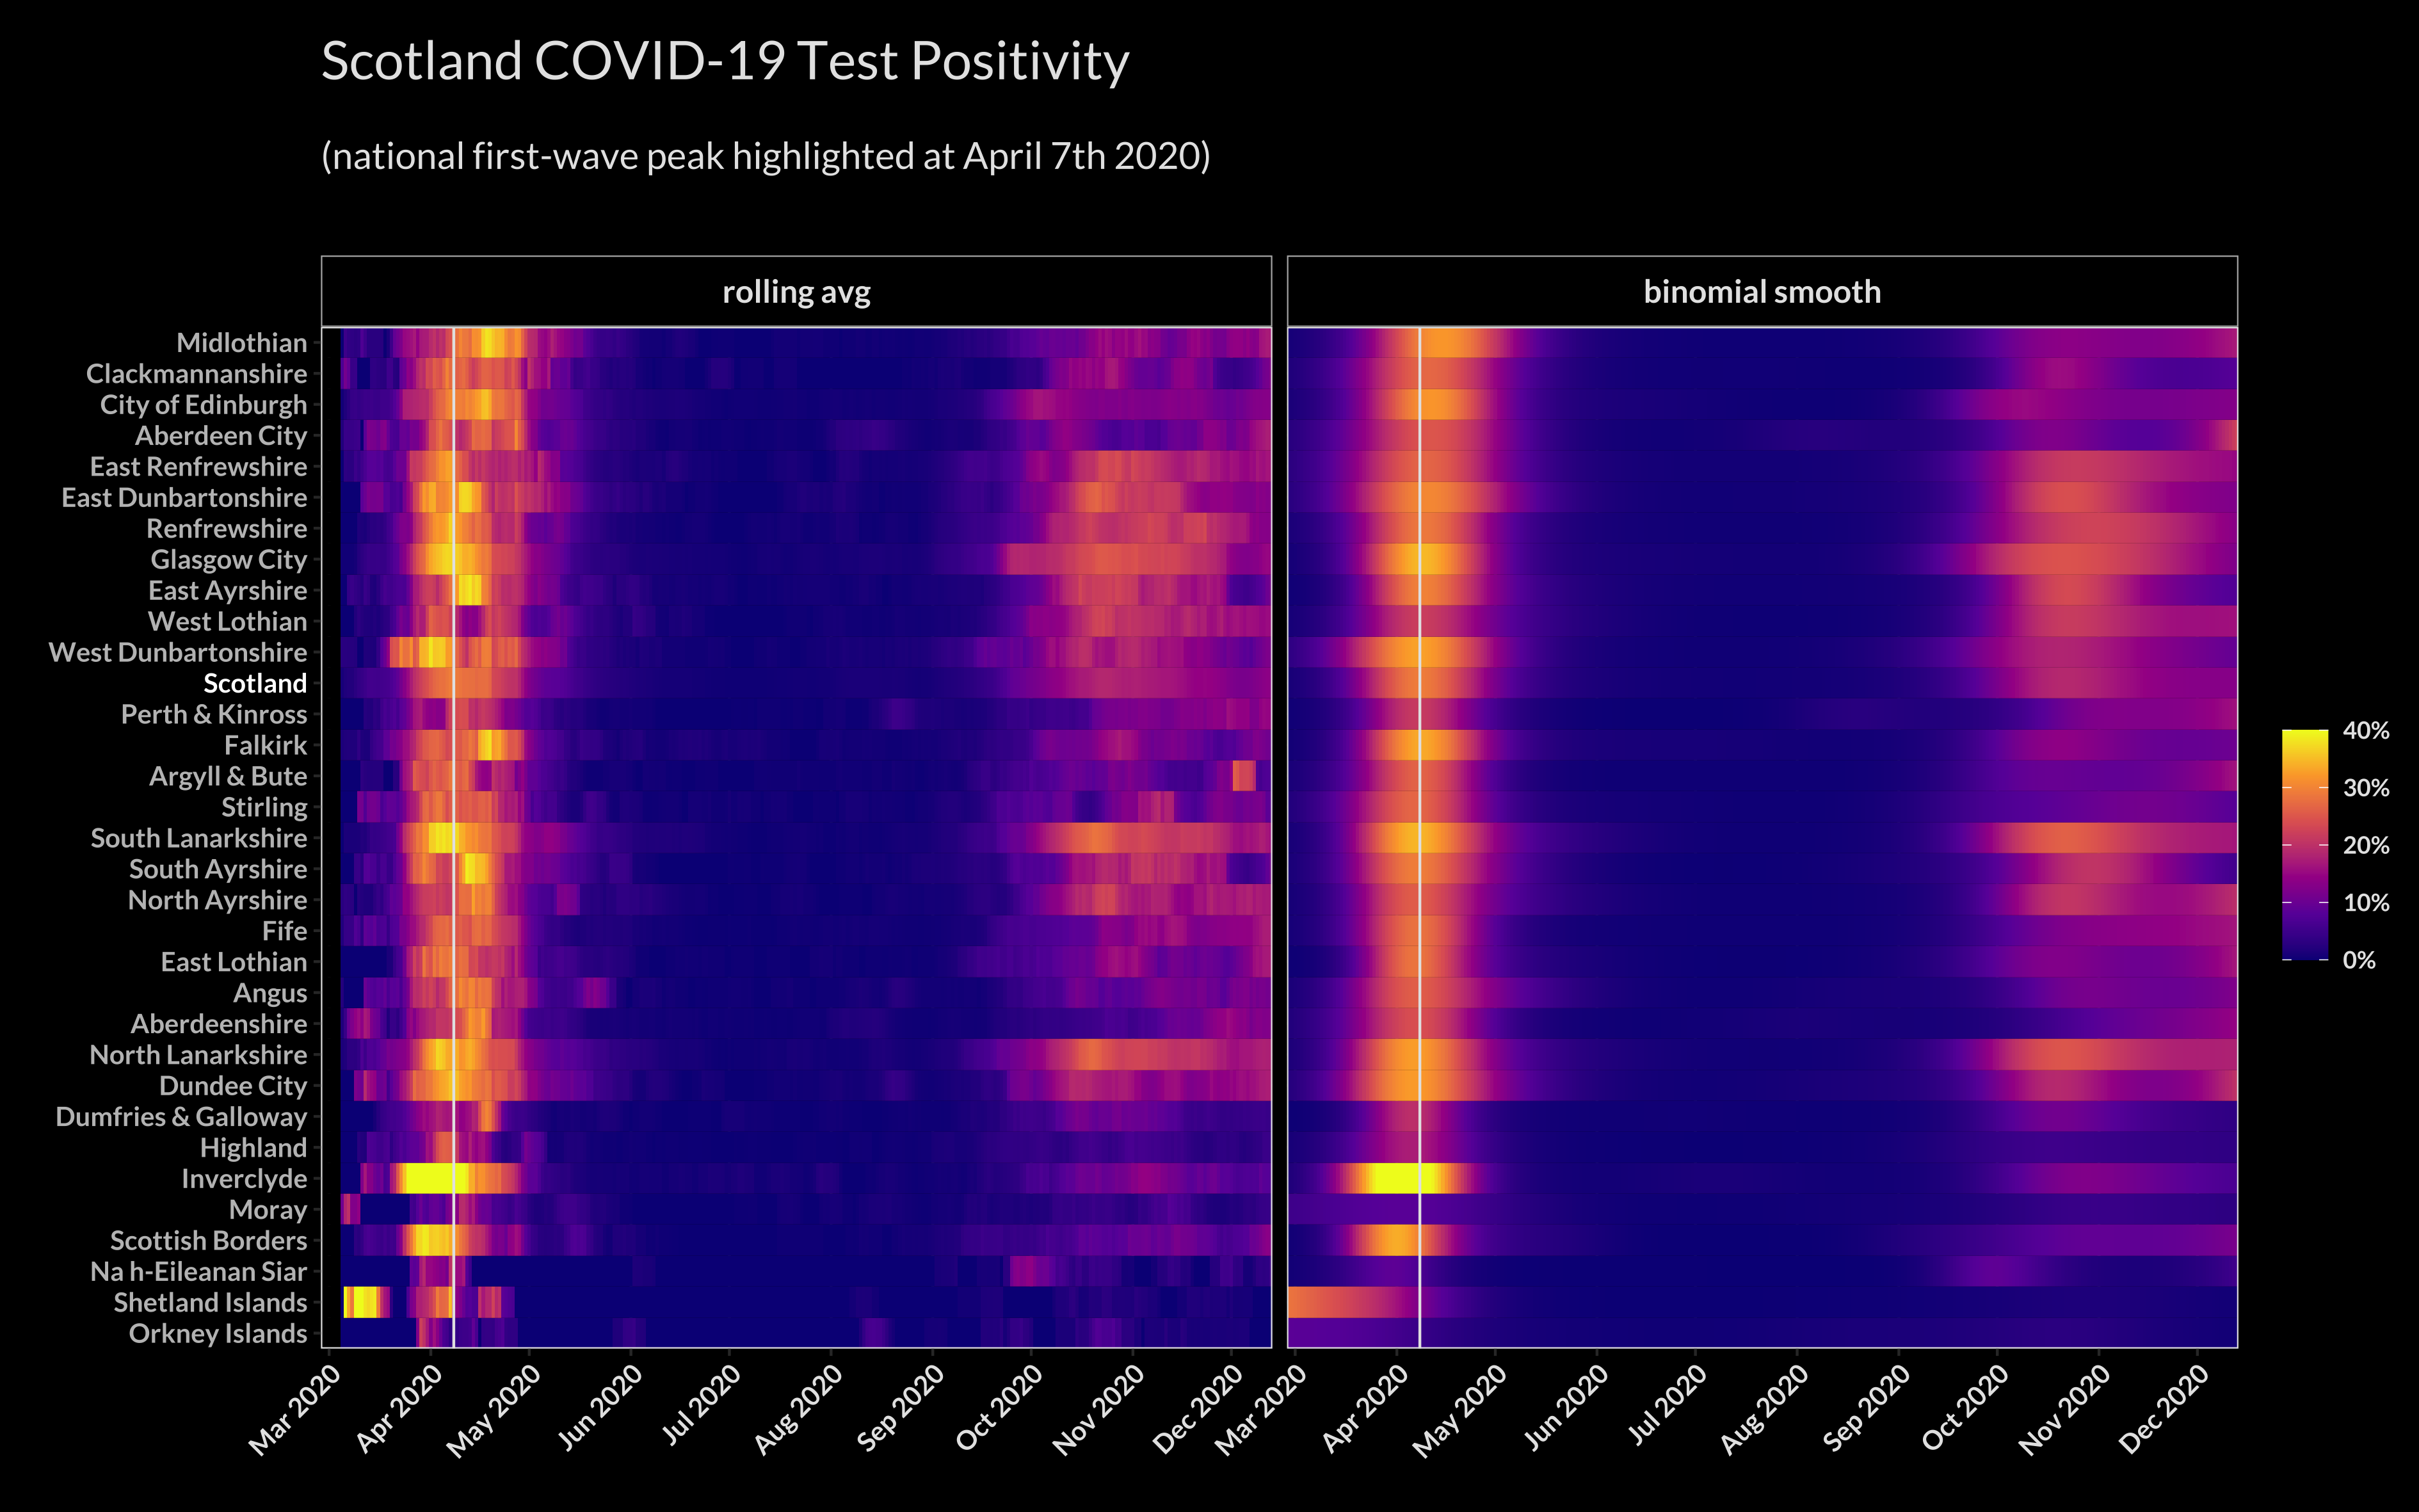 Scotland COVID-19 Test Positivity
(national first-wave peak highlighted at April 7th 2020)
rolling avg
binomial smooth
Midlothian
Clackmannanshire
City of Edinburgh
Aberdeen City
East Renfrewshire
East Dunbartonshire
Renfrewshire
Glasgow City
East Ayrshire
West Lothian
West Dunbartonshire
Scotland
Perth & Kinross
Falkirk
Argyll & Bute
Stirling
South Lanarkshire
South Ayrshire
North Ayrshire
Fife
East Lothian
Angus
Aberdeenshire
North Lanarkshire
Dundee City
Dumfries & Galloway
Highland
Inverclyde
Moray
Scottish Borders
Na h-Eileanan Siar
Shetland Islands
Orkney Islands
40%
30%
20%
10%
0%
Mar 2020
Apr 2020
May 2020
Jun 2020
Jul 2020
Aug 2020
Sep 2020
Oct 2020
Nov 2020
Dec 2020
Mar 2020
Apr 2020
May 2020
Jun 2020
Jul 2020
Aug 2020
Sep 2020
Oct 2020
Nov 2020
Dec 2020